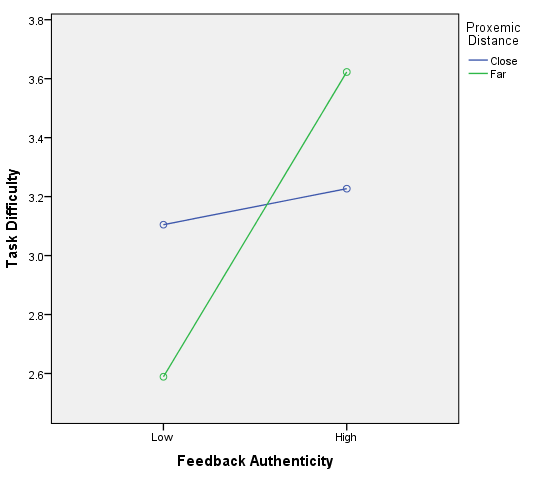 Proxemic
Distance
Close
Far
Task Difficulty
3.8
3.6
3.4
3.2
3.0
2.8
2.6
Low
High
Feedback Authenticity